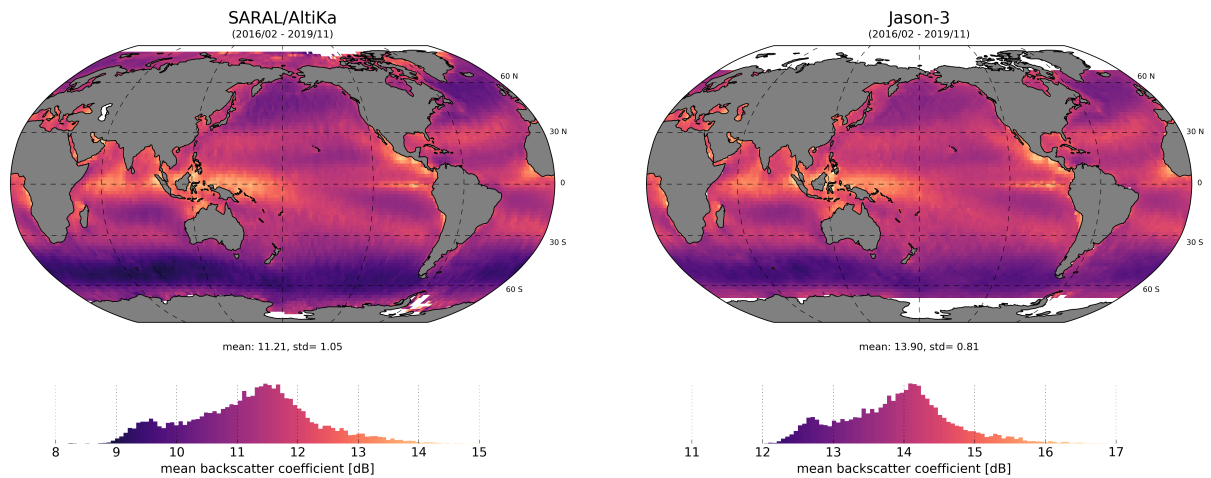 SARAL/AltiKa
(2016/02 - 2019/11)
60 N
30 N
0
30 S
60 S
mean: 11.21, std= 1.05
8 9 10 11 12 13 14 15
mean backscatter coefficient [dB]
Jason-3
(2016/02 - 2019/11)
60 N
30 N
0
30 S
60 S
mean: 13.90, std= 0.81
11 12 13 14 15 16 17
mean backscatter coefficient [dB]